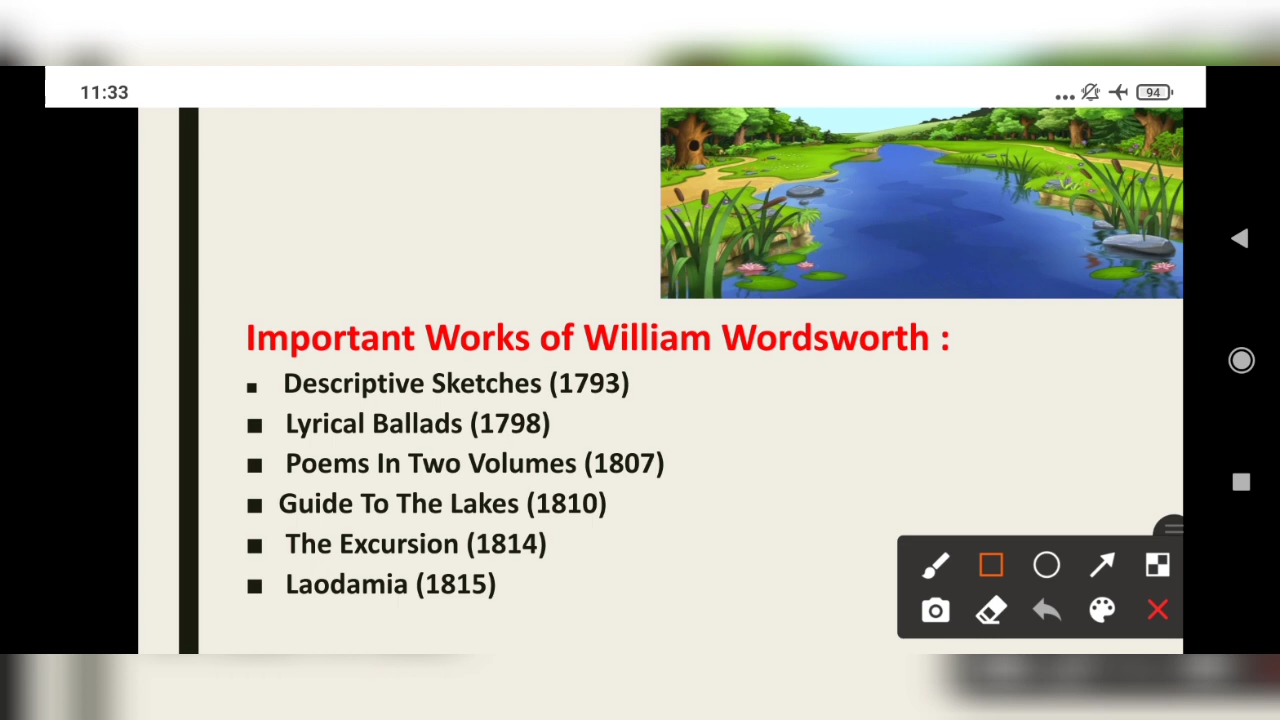 11:33
94
Important Works of William Wordsworth :
■ Descriptive Sketches (1793)
■ Lyrical Ballads (1798)
■ Poems In Two Volumes (1807)
■ Guide To The Lakes (1810)
■ The Excursion (1814)
■ Laodamia (1815)